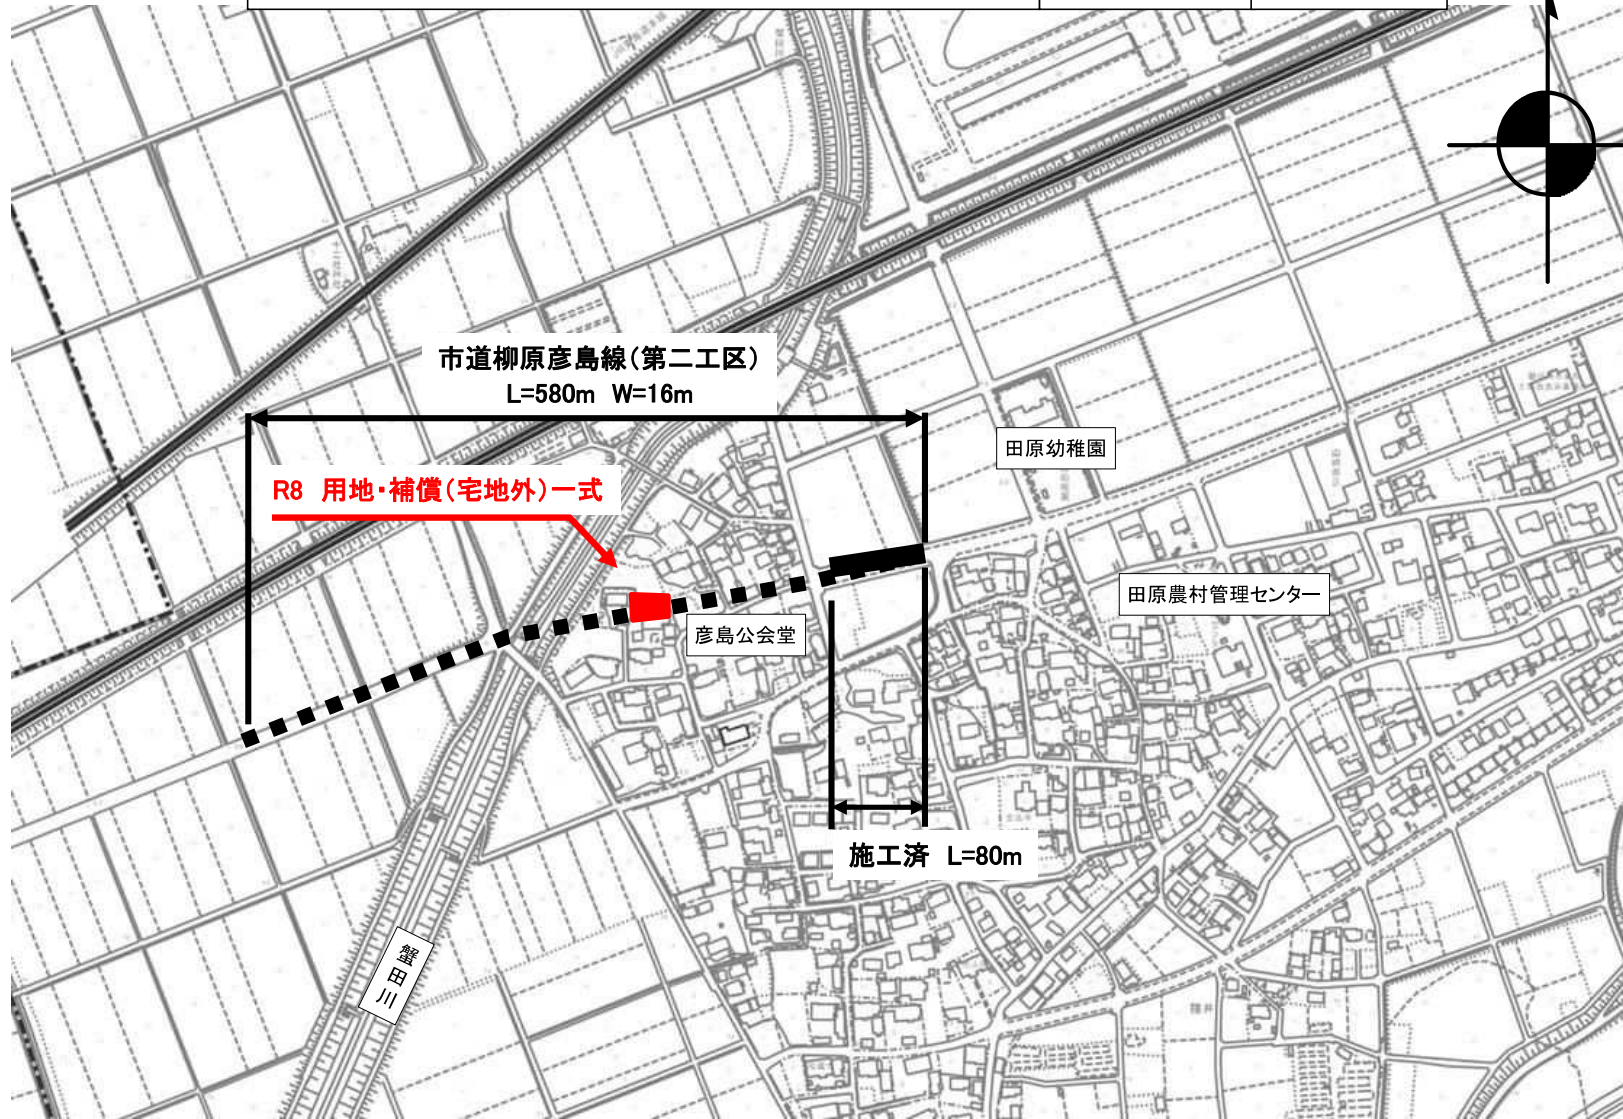 市道柳原彦島線(第二工区)
L=580m W=16m
田原幼稚園
R8 用地・補償(宅地外)一式
田原農村管理センター
彦島公会堂
施工済 L=80m
蟹田川